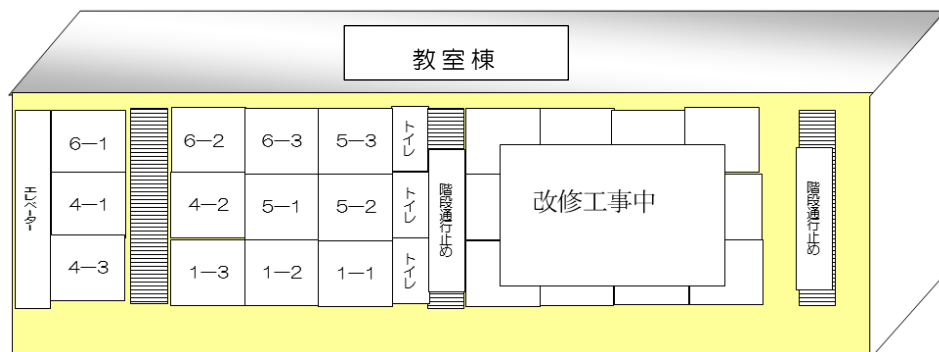 教室棟
エレベーター
6―1
6―2
6―3
5―3
トイレ
4―1
4―2
5―1
5―2
トイレ
階段通行止め
改修工事中
階段通行止め
4―3
1―3
1―2
1―1
トイレ